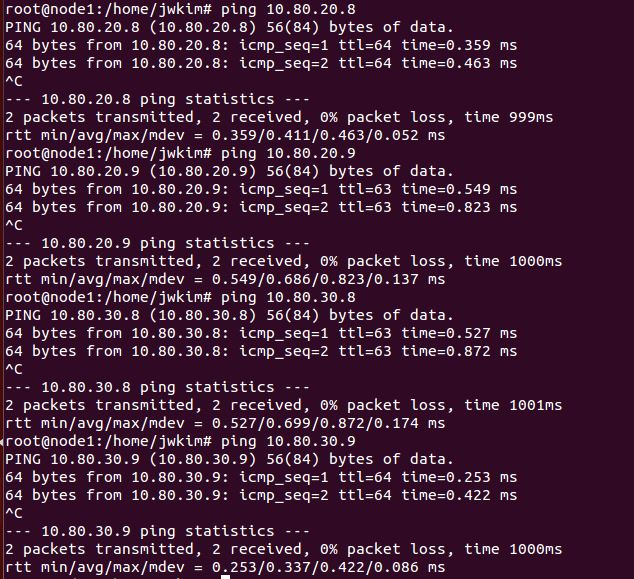 root@node1:/home/jwkim# ping 10.80.20.8
PING 10.80.20.8 (10.80.20.8) 56(84) bytes of data.
64 bytes from 10.80.20.8: icmp_seq=1 ttl=64 time=0.359 ms
64 bytes from 10.80.20.8: icmp_seq=2 ttl=64 time=0.463 ms
^C
--- 10.80.20.8 ping statistics ---
2 packets transmitted, 2 received, 0% packet loss, time 999ms
rtt min/avg/max/mdev = 0.359/0.411/0.463/0.052 ms
root@node1:/home/jwkim# ping 10.80.20.9
PING 10.80.20.9 (10.80.20.9) 56(84) bytes of data.
64 bytes from 10.80.20.9: icmp_seq=1 ttl=63 time=0.549 ms
64 bytes from 10.80.20.9: icmp_seq=2 ttl=63 time=0.823 ms
^C
--- 10.80.20.9 ping statistics ---
2 packets transmitted, 2 received, 0% packet loss, time 1000ms
rtt min/avg/max/mdev = 0.549/0.686/0.823/0.137 ms
root@node1:/home/jwkim# ping 10.80.30.8
PING 10.80.30.8 (10.80.30.8) 56(84) bytes of data.
64 bytes from 10.80.30.8: icmp_seq=1 ttl=63 time=0.527 ms
64 bytes from 10.80.30.8: icmp_seq=2 ttl=63 time=0.872 ms
^C
--- 10.80.30.8 ping statistics ---
2 packets transmitted, 2 received, 0% packet loss, time 1001ms
rtt min/avg/max/mdev = 0.527/0.699/0.872/0.174 ms
root@node1:/home/jwkim# ping 10.80.30.9
PING 10.80.30.9 (10.80.30.9) 56(84) bytes of data.
64 bytes from 10.80.30.9: icmp_seq=1 ttl=64 time=0.253 ms
64 bytes from 10.80.30.9: icmp_seq=2 ttl=64 time=0.422 ms
^C
--- 10.80.30.9 ping statistics ---
2 packets transmitted, 2 received, 0% packet loss, time 1000ms
rtt min/avg/max/mdev = 0.253/0.337/0.422/0.086 ms